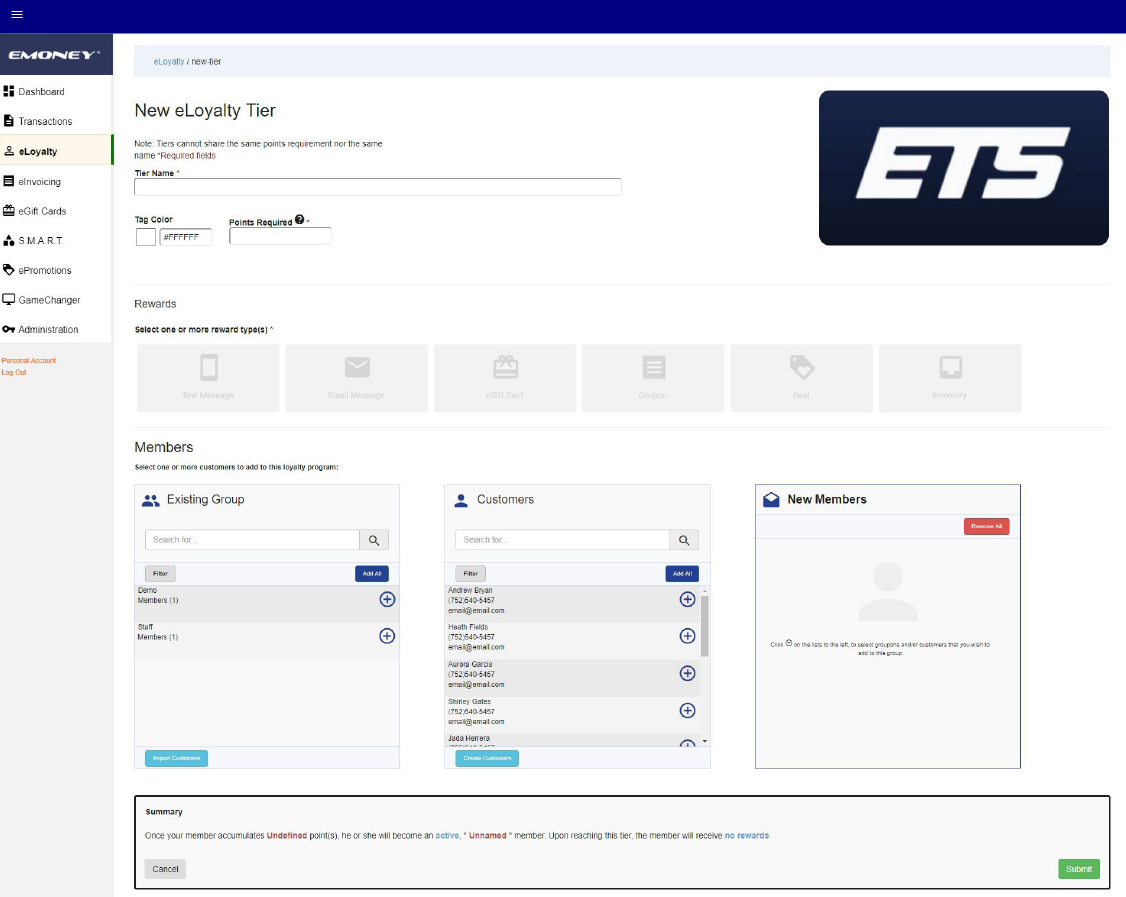 EMONEY
eLoyalty / new-tier
Dashboard
Transactions
eLoyalty
eInvoicing
eGift Cards
S.M.A.R.T.
ePromotions
GameChanger
Administration
Personal Account
Log Out
New eLoyalty Tier
Note: Tiers cannot share the same points requirement nor the same
name *Required fields
Tier Name *
Tag Color
#FFFFFF
Points Required ? *
ETS
Rewards
Select one or more reward type(s) *
Text Message
Email Message
eGift Card
Coupon
Deal
Inventory
Members
Select one or more customers to add to this loyalty program:
Existing Group
Search for...
Filter
Add All
Demo
Members (1)
Staff
Members (1)
Import Customers
Customers
Search for...
Filter
Add All
Andrew Bryan
(752)540-5457
email@email.com
Heath Fields
(752)540-5457
email@email.com
Aurora Garcia
(752)540-5457
email@email.com
Shirley Gates
(752)540-5457
email@email.com
Jada Herrera
Create Customers
New Members
Remove All
Click on the lists to the left, to select groupons and/or customers that you wish to
add to this group
Summary
Once your member accumulates Undefined point(s), he or she will become an active, " Unnamed " member. Upon reaching this tier, the member will receive no rewards
Cancel
Submit